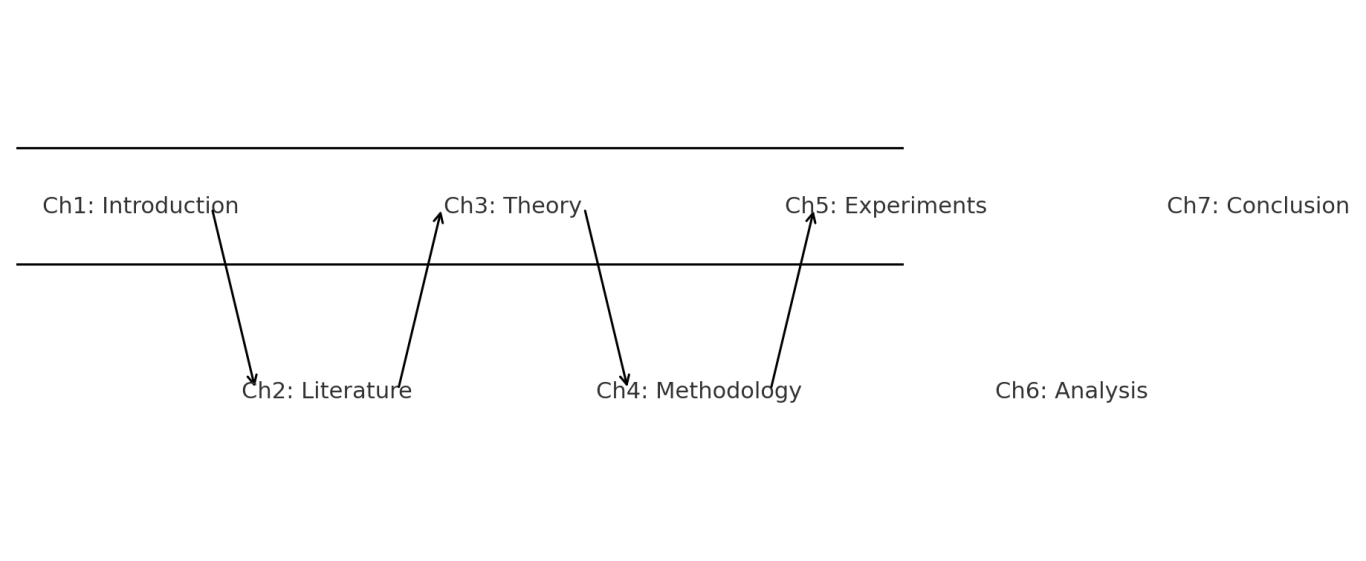 Ch1: Introduction
Ch2: Literature
Ch3: Theory
Ch4: Methodology
Ch5: Experiments
Ch6: Analysis
Ch7: Conclusion